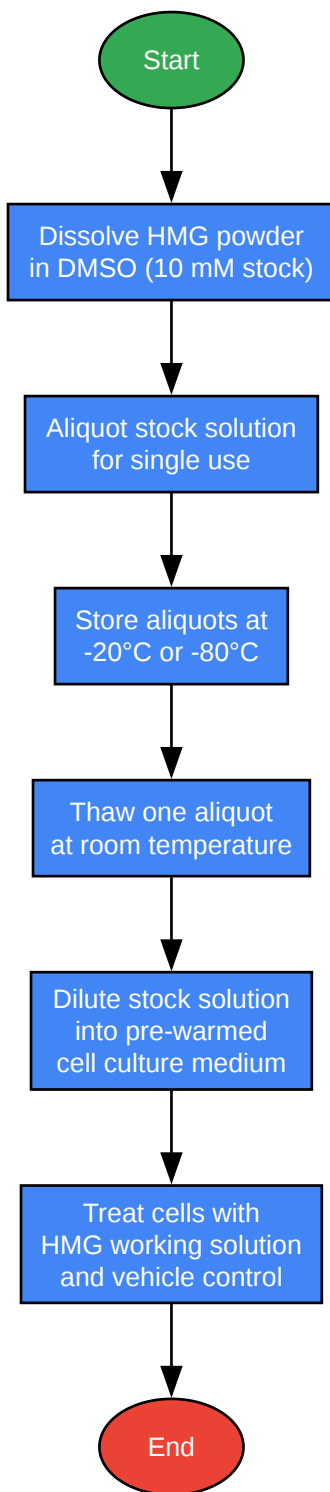 Start
Dissolve HMG powder
in DMSO (10 mM stock)
Aliquot stock solution
for single use
Store aliquots at
-20°C or -80°C
Thaw one aliquot
at room temperature
Dilute stock solution
into pre-warmed
cell culture medium
Treat cells with
HMG working solution
and vehicle control
End